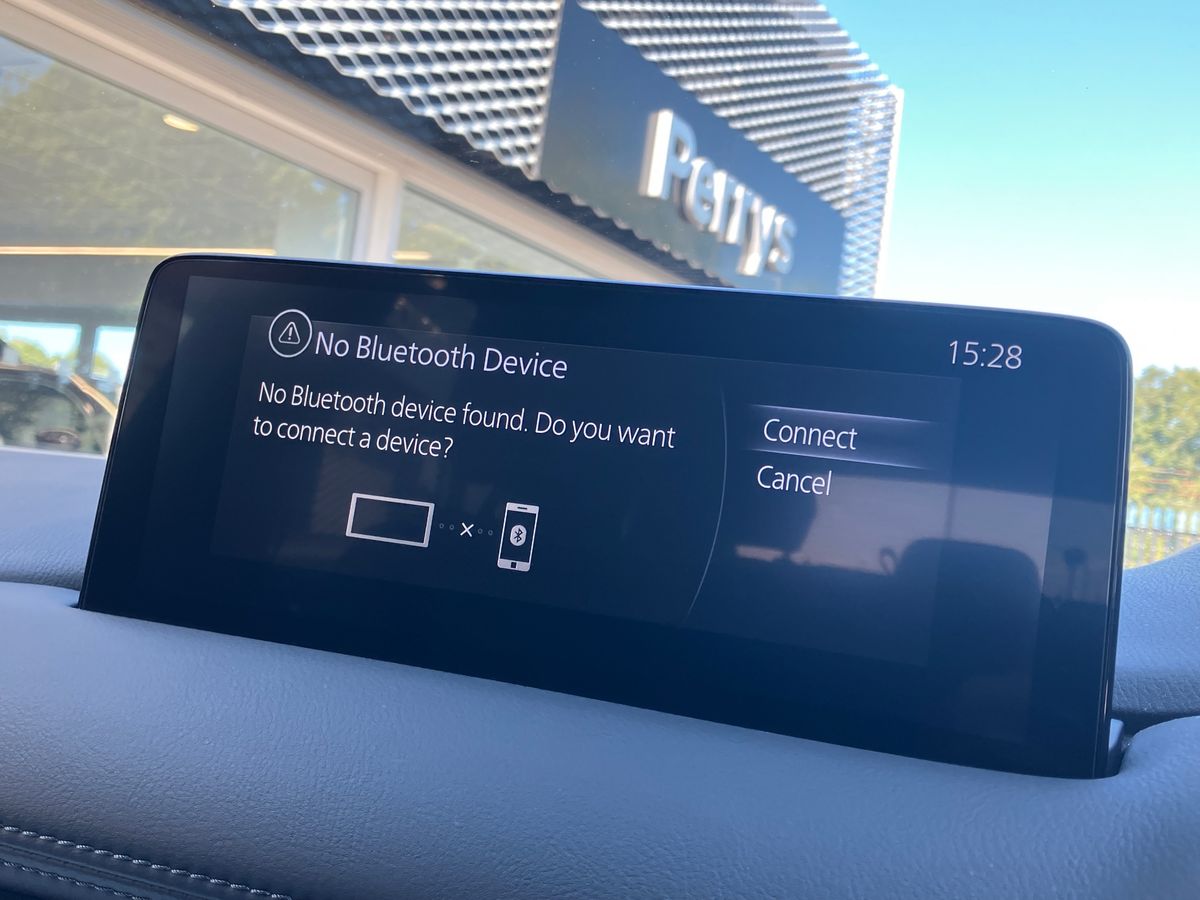 Perrys
15:28
No Bluetooth Device
No Bluetooth device found. Do you want
to connect a device?
Connect
Cancel